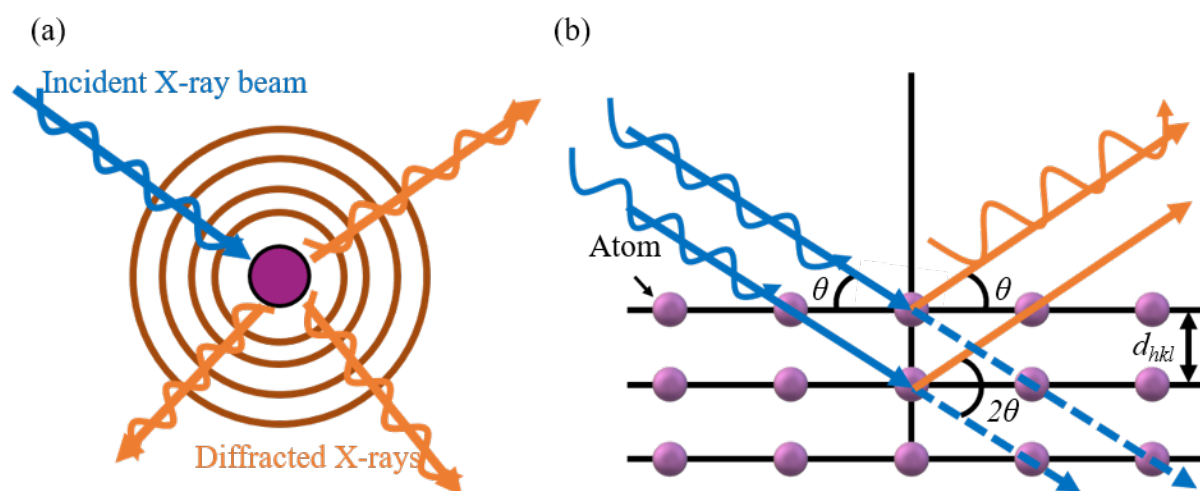 (a)
(b)
Incident X-ray beam
Atom
θ
θ
d_hkl
2θ
Diffracted X-rays